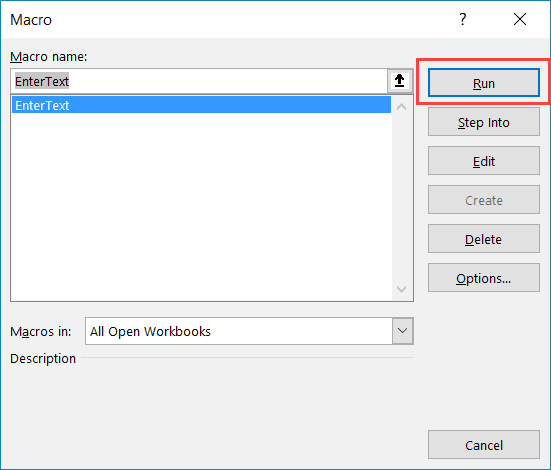 Macro
?
Macro name:
EnterText
EnterText
Run
Step Into
Edit
Create
Delete
Options...
Macros in:
All Open Workbooks
Description
Cancel